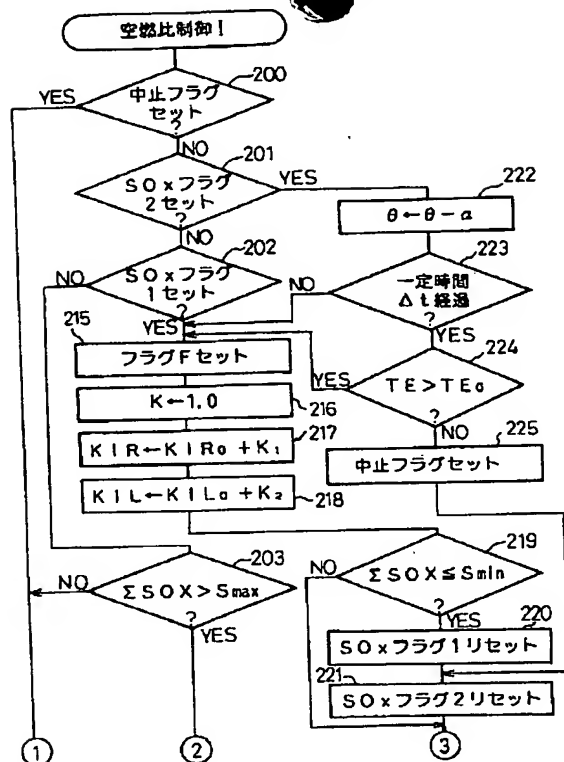 空燃比制御I
200
YES
中止フラグ
セット
?
NO
201
SOxフラグ
2セット
?
YES
222
θ←θ-α
NO
202
NO
SOxフラグ
1セット
?
223
NO
一定時間
Δt経過
?
YES
YES
215
フラグFセット
224
YES
TE>TE₀
?
K←1.0
216
217
NO
225
KIR←KIR₀+K₁
中止フラグセット
KIL←KIL₀+K₂
218
203
NO
ΣSOX>Smax
?
YES
219
NO
ΣSOX≤Smin
?
YES
220
SOxフラグ1リセット
221
SOxフラグ2リセット
1
2
3